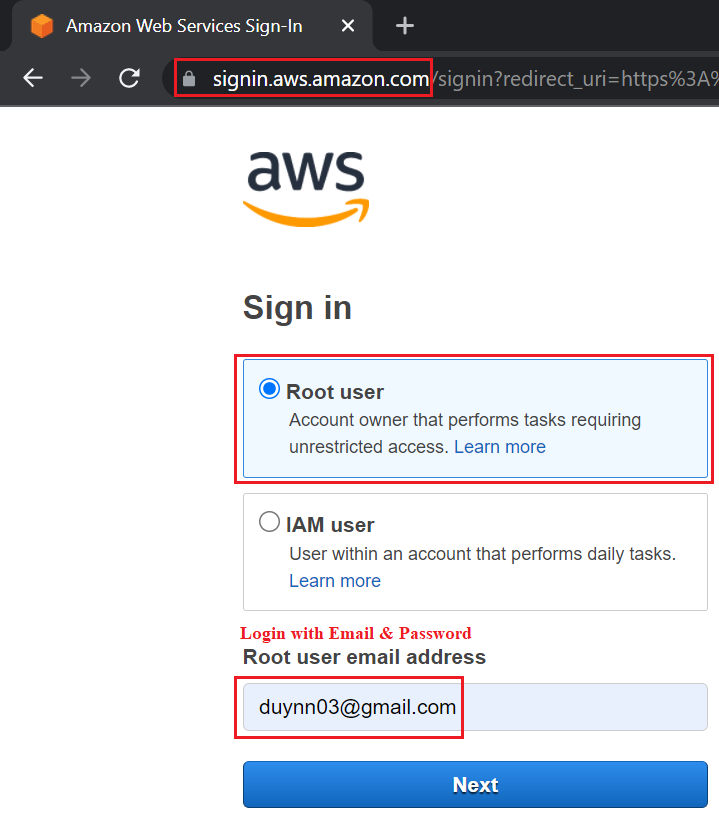 Amazon Web Services Sign-In
signin.aws.amazon.com/signin?redirect_uri=https%3A%
aws
Sign in
Root user
Account owner that performs tasks requiring
unrestricted access. Learn more
IAM user
User within an account that performs daily tasks.
Learn more
Login with Email & Password
Root user email address
duynn03@gmail.com
Next